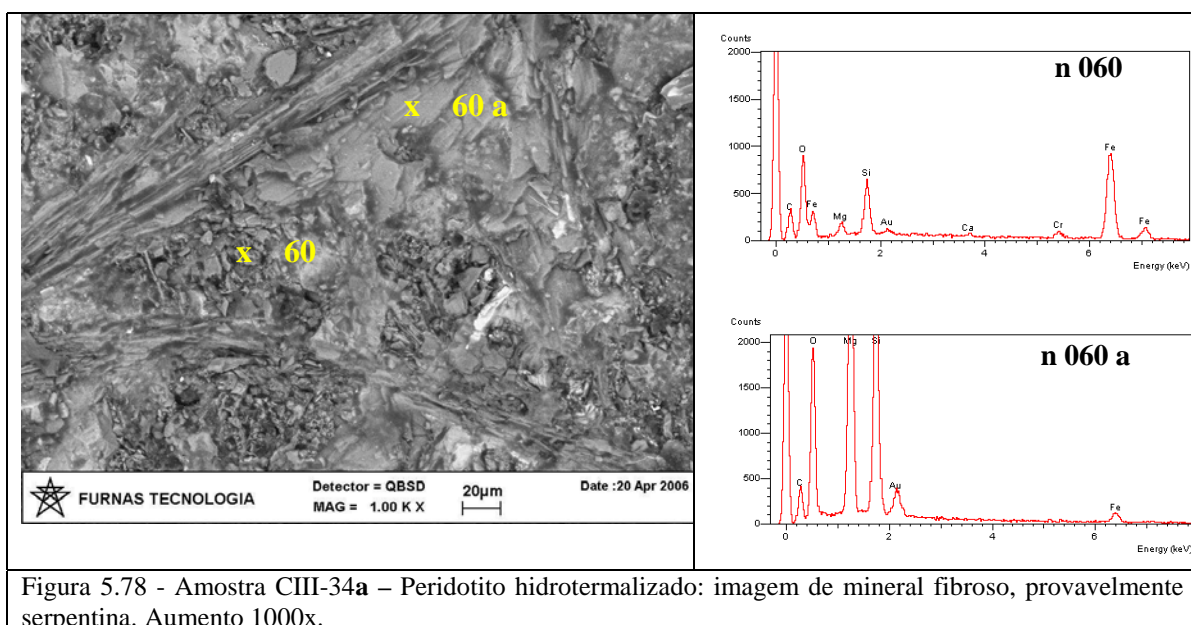 x 60 a
x 60
FURNAS TECNOLOGIA
Detector = QBSD
MAG = 1.00 K X
20µm
Date :20 Apr 2006
Counts
n 060
2000
1500
1000
500
0
C
O
Fe
Mg
Si
Au
Ca
Cr
Fe
Fe
0
2
4
6
Energy (keV)
Counts
n 060 a
2000
1500
1000
500
0
C
O
Mg
Si
Au
Fe
0
2
4
6
Energy (keV)
Figura 5.78 - Amostra CIII-34a – Peridotito hidrotermalizado: imagem de mineral fibroso, provavelmente
serpentina. Aumento 1000x.